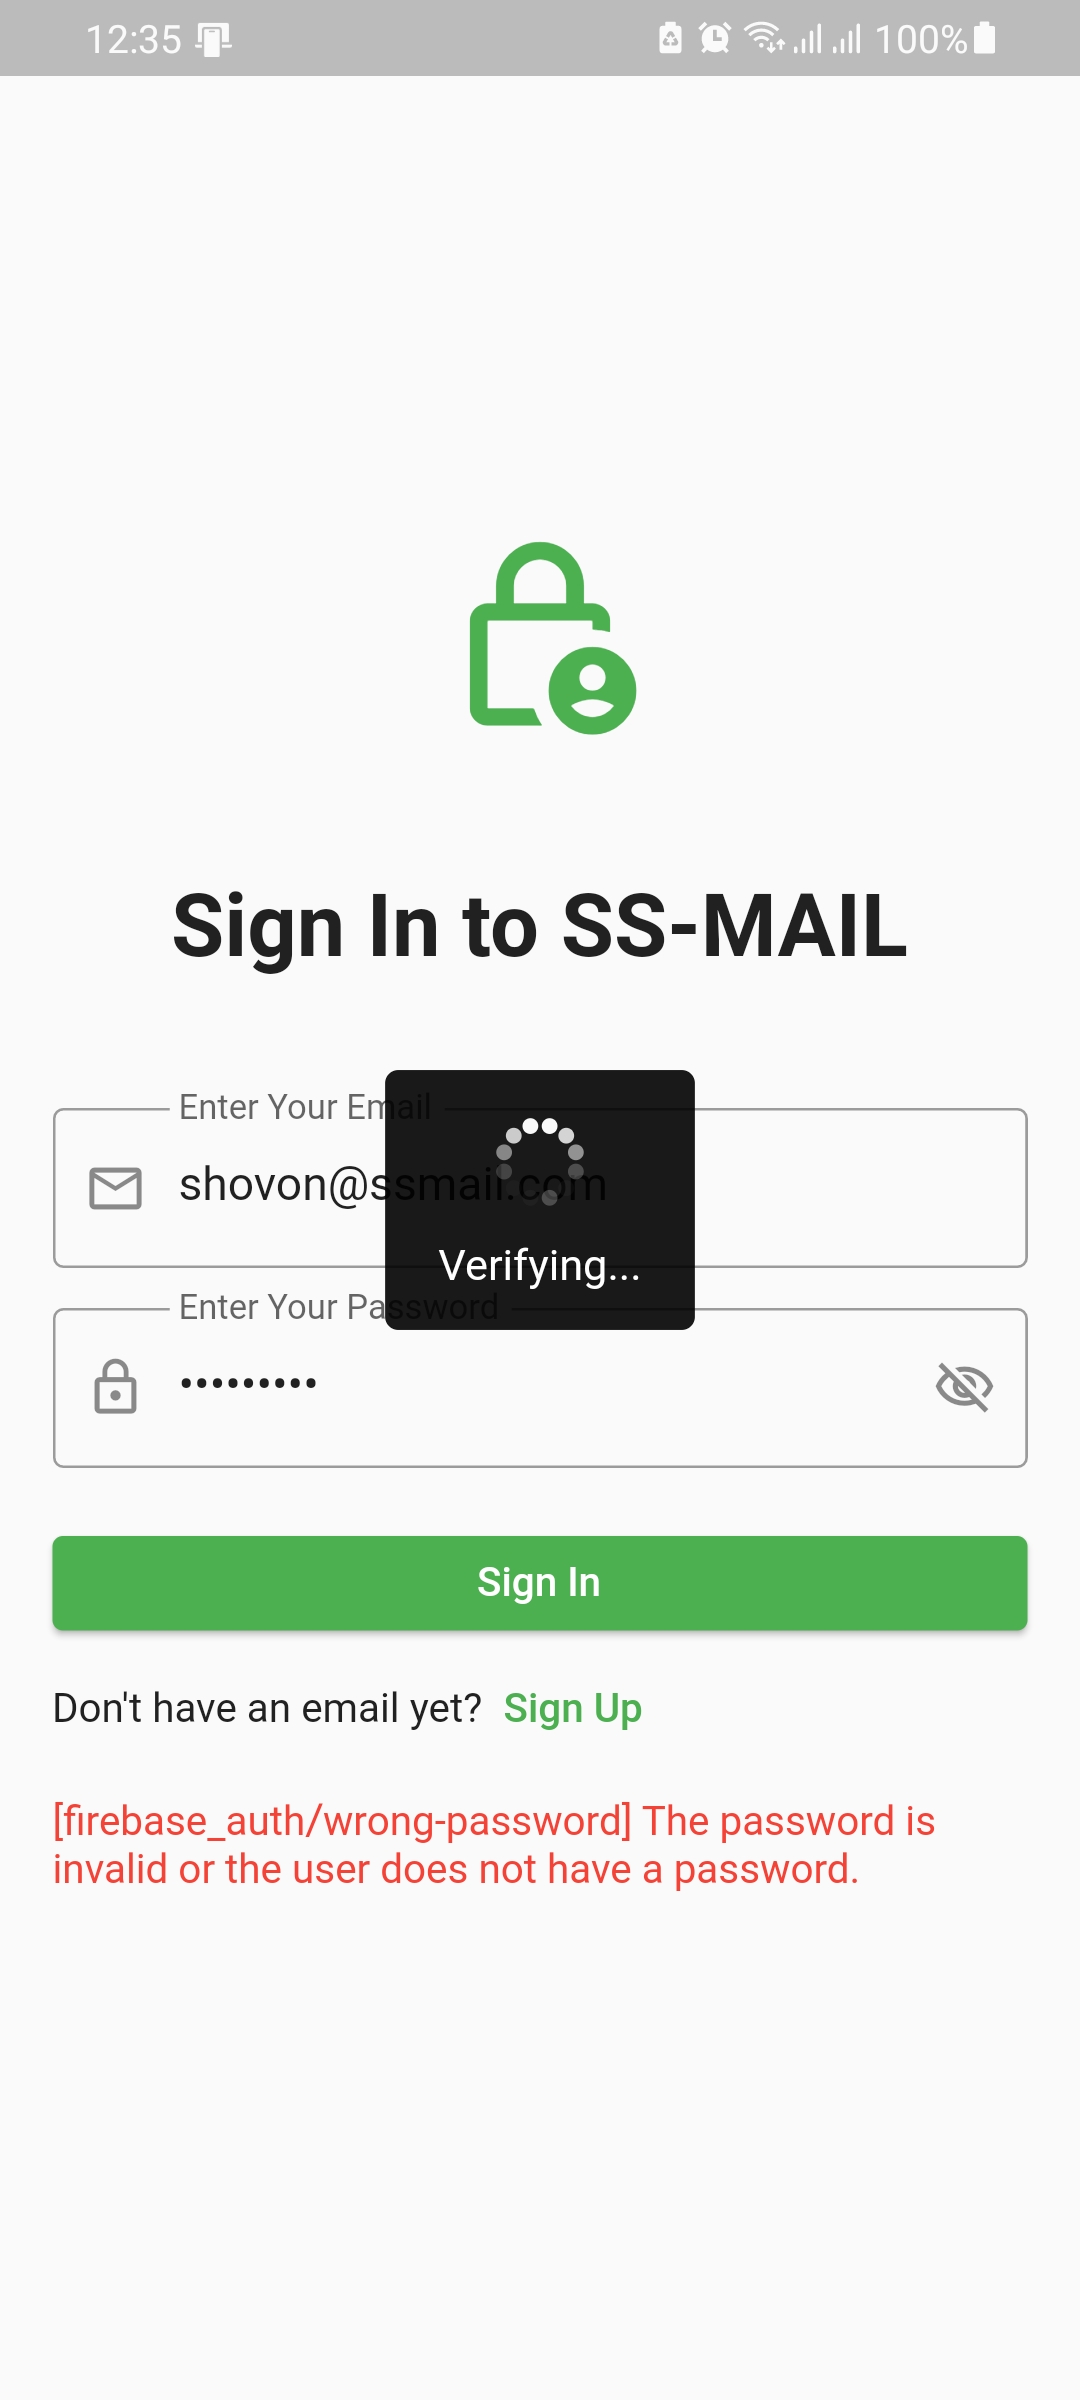 12:35
100%
Sign In to SS-MAIL
Enter Your Email
shovon@ssmail.com
Verifying...
Enter Your Password
•••••••••
Sign In
Don't have an email yet? Sign Up
[firebase_auth/wrong-password] The password is
invalid or the user does not have a password.